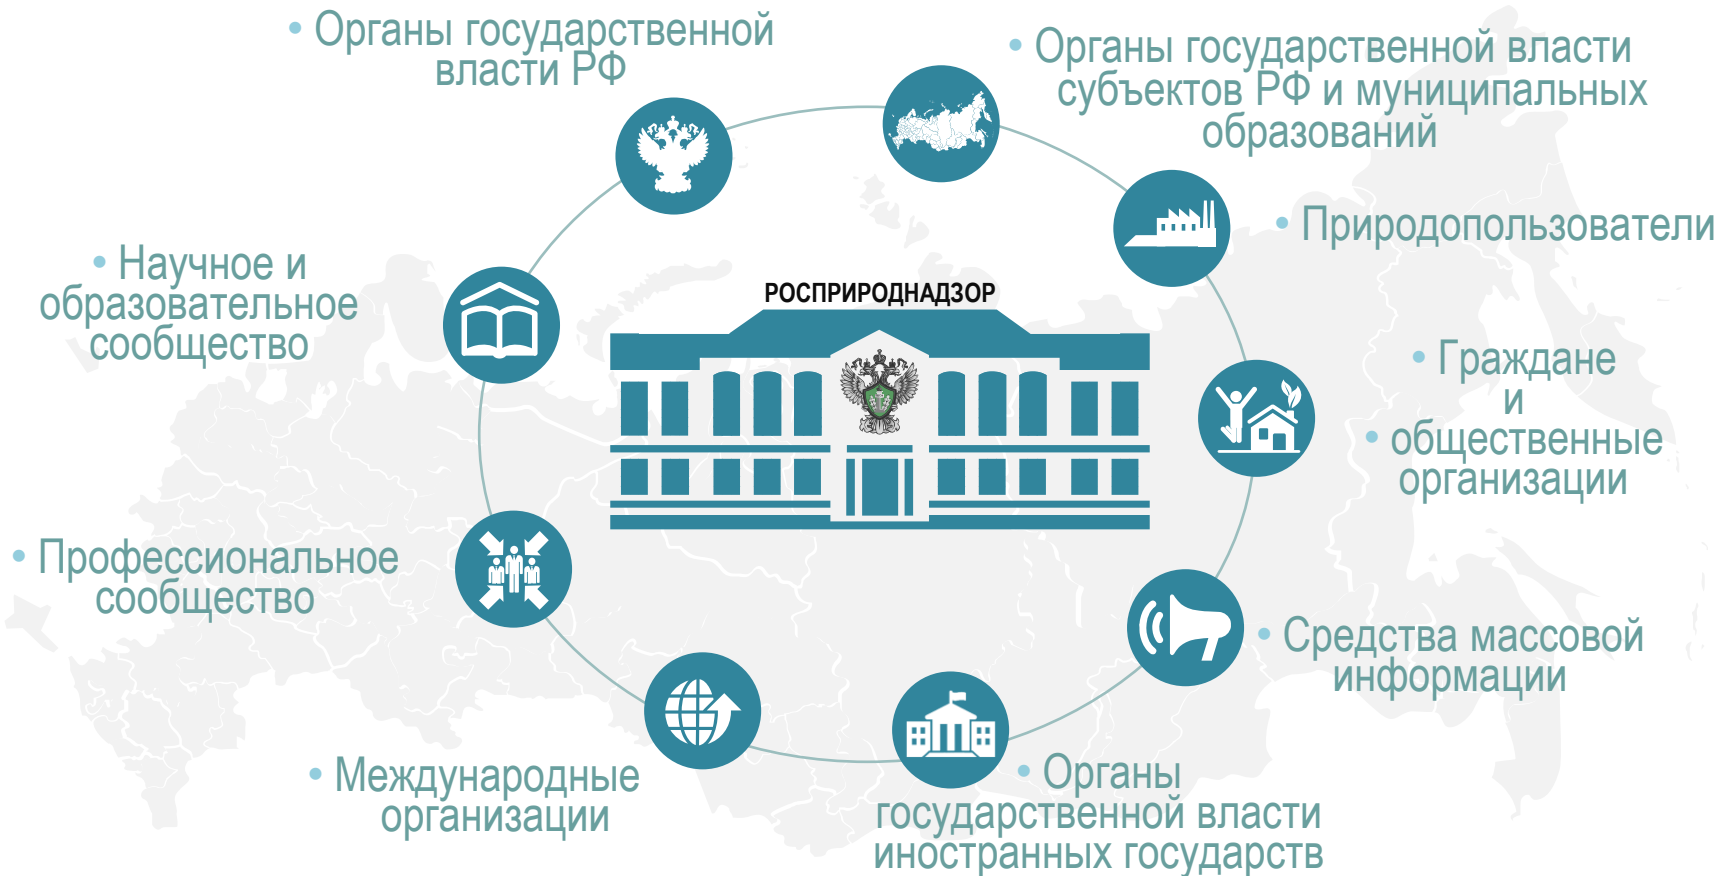 • Органы государственной
власти РФ
• Органы государственной власти
субъектов РФ и муниципальных
образований
• Природопользователи
• Научное и
образовательное
сообщество
РОСПРИРОДНАДЗОР
• Граждане
и
• общественные
организации
• Профессиональное
сообщество
• Средства массовой
информации
• Международные
организации
• Органы
государственной власти
иностранных государств